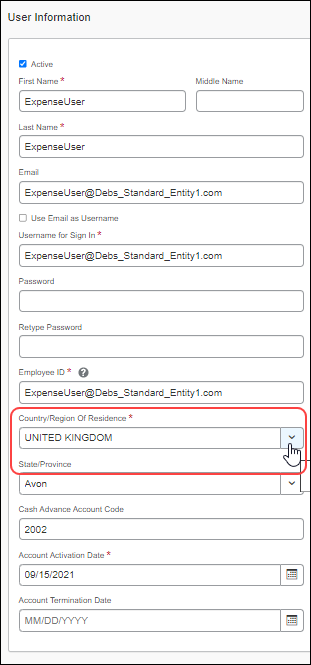 User Information
Active
First Name * Middle Name
ExpenseUser
Last Name *
ExpenseUser
Email
ExpenseUser@Debs_Standard_Entity1.com
Use Email as Username
Username for Sign In *
ExpenseUser@Debs_Standard_Entity1.com
Password
Retype Password
Employee ID * ?
ExpenseUser@Debs_Standard_Entity1.com
Country/Region Of Residence *
UNITED KINGDOM
State/Province
Avon
Cash Advance Account Code
2002
Account Activation Date *
09/15/2021
Account Termination Date
MM/DD/YYYY